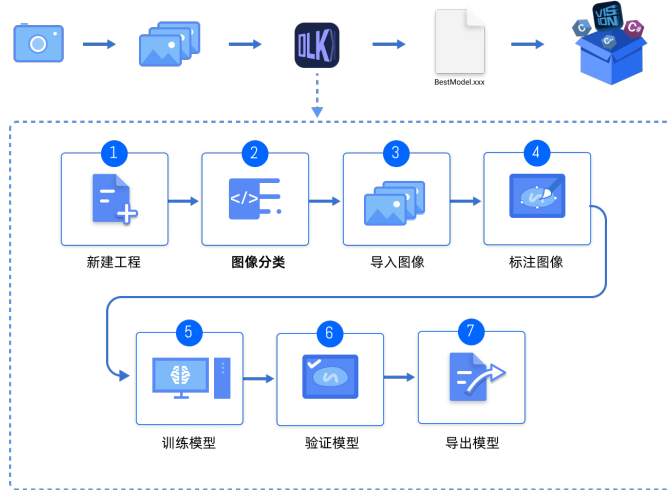 DLK
BestModel.xxx
VISION
C
C#
C++
1
2
3
4
</>
新建工程
图像分类
导入图像
标注图像
5
6
7
训练模型
验证模型
导出模型